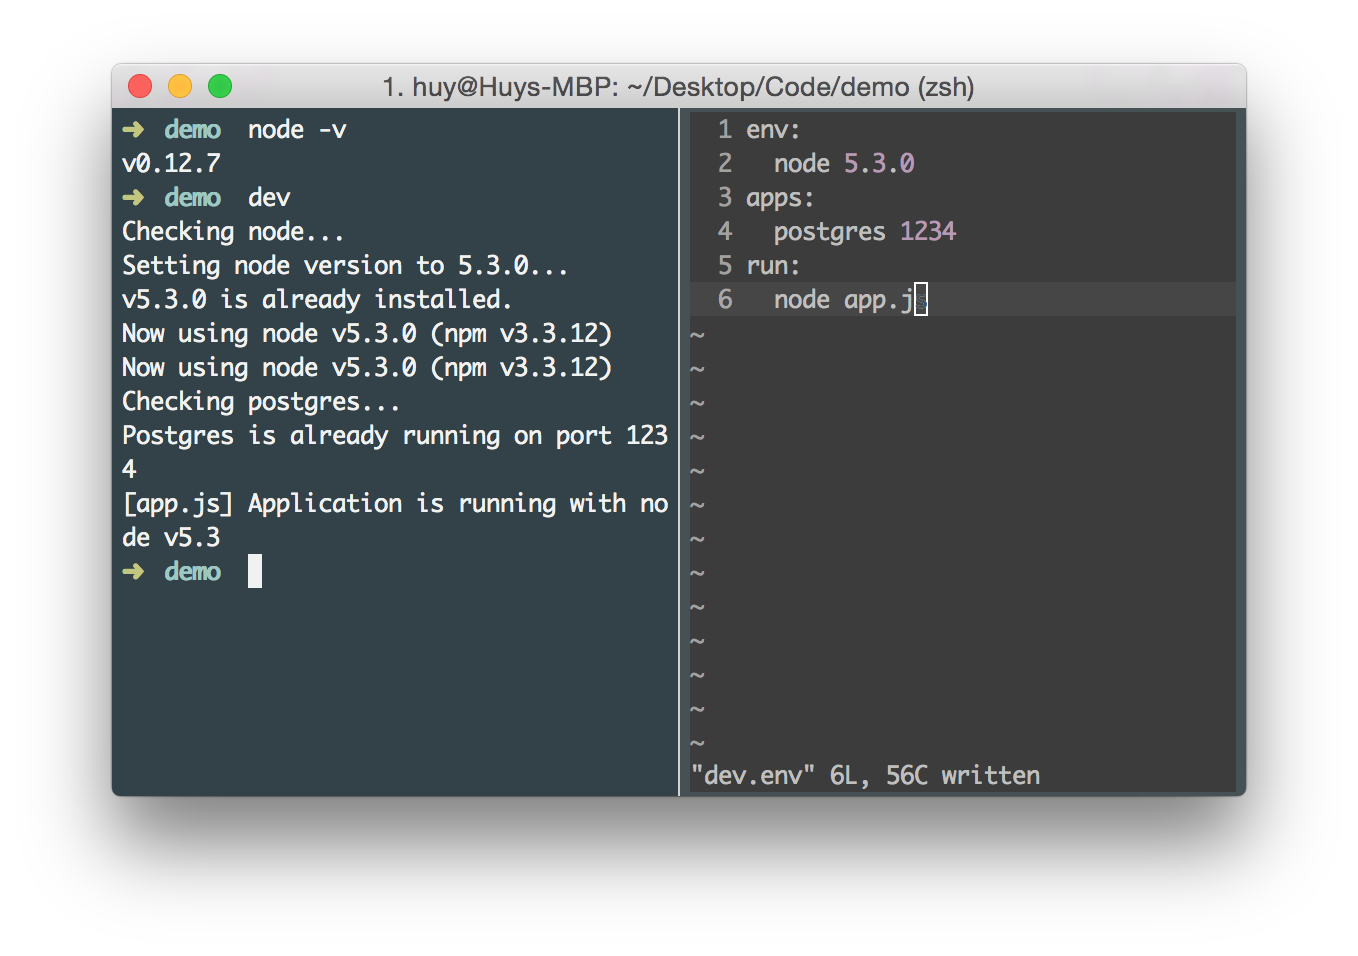 1. huy@Huys-MBP: ~/Desktop/Code/demo (zsh)
➜ demo node -v
v0.12.7
➜ demo dev
Checking node...
Setting node version to 5.3.0...
v5.3.0 is already installed.
Now using node v5.3.0 (npm v3.3.12)
Now using node v5.3.0 (npm v3.3.12)
Checking postgres...
Postgres is already running on port 123
4
[app.js] Application is running with no
de v5.3
➜ demo
1 env:
2   node 5.3.0
3 apps:
4   postgres 1234
5 run:
6   node app.js
~
~
~
~
~
~
~
~
~
~
~
~
~
"dev.env" 6L, 56C written